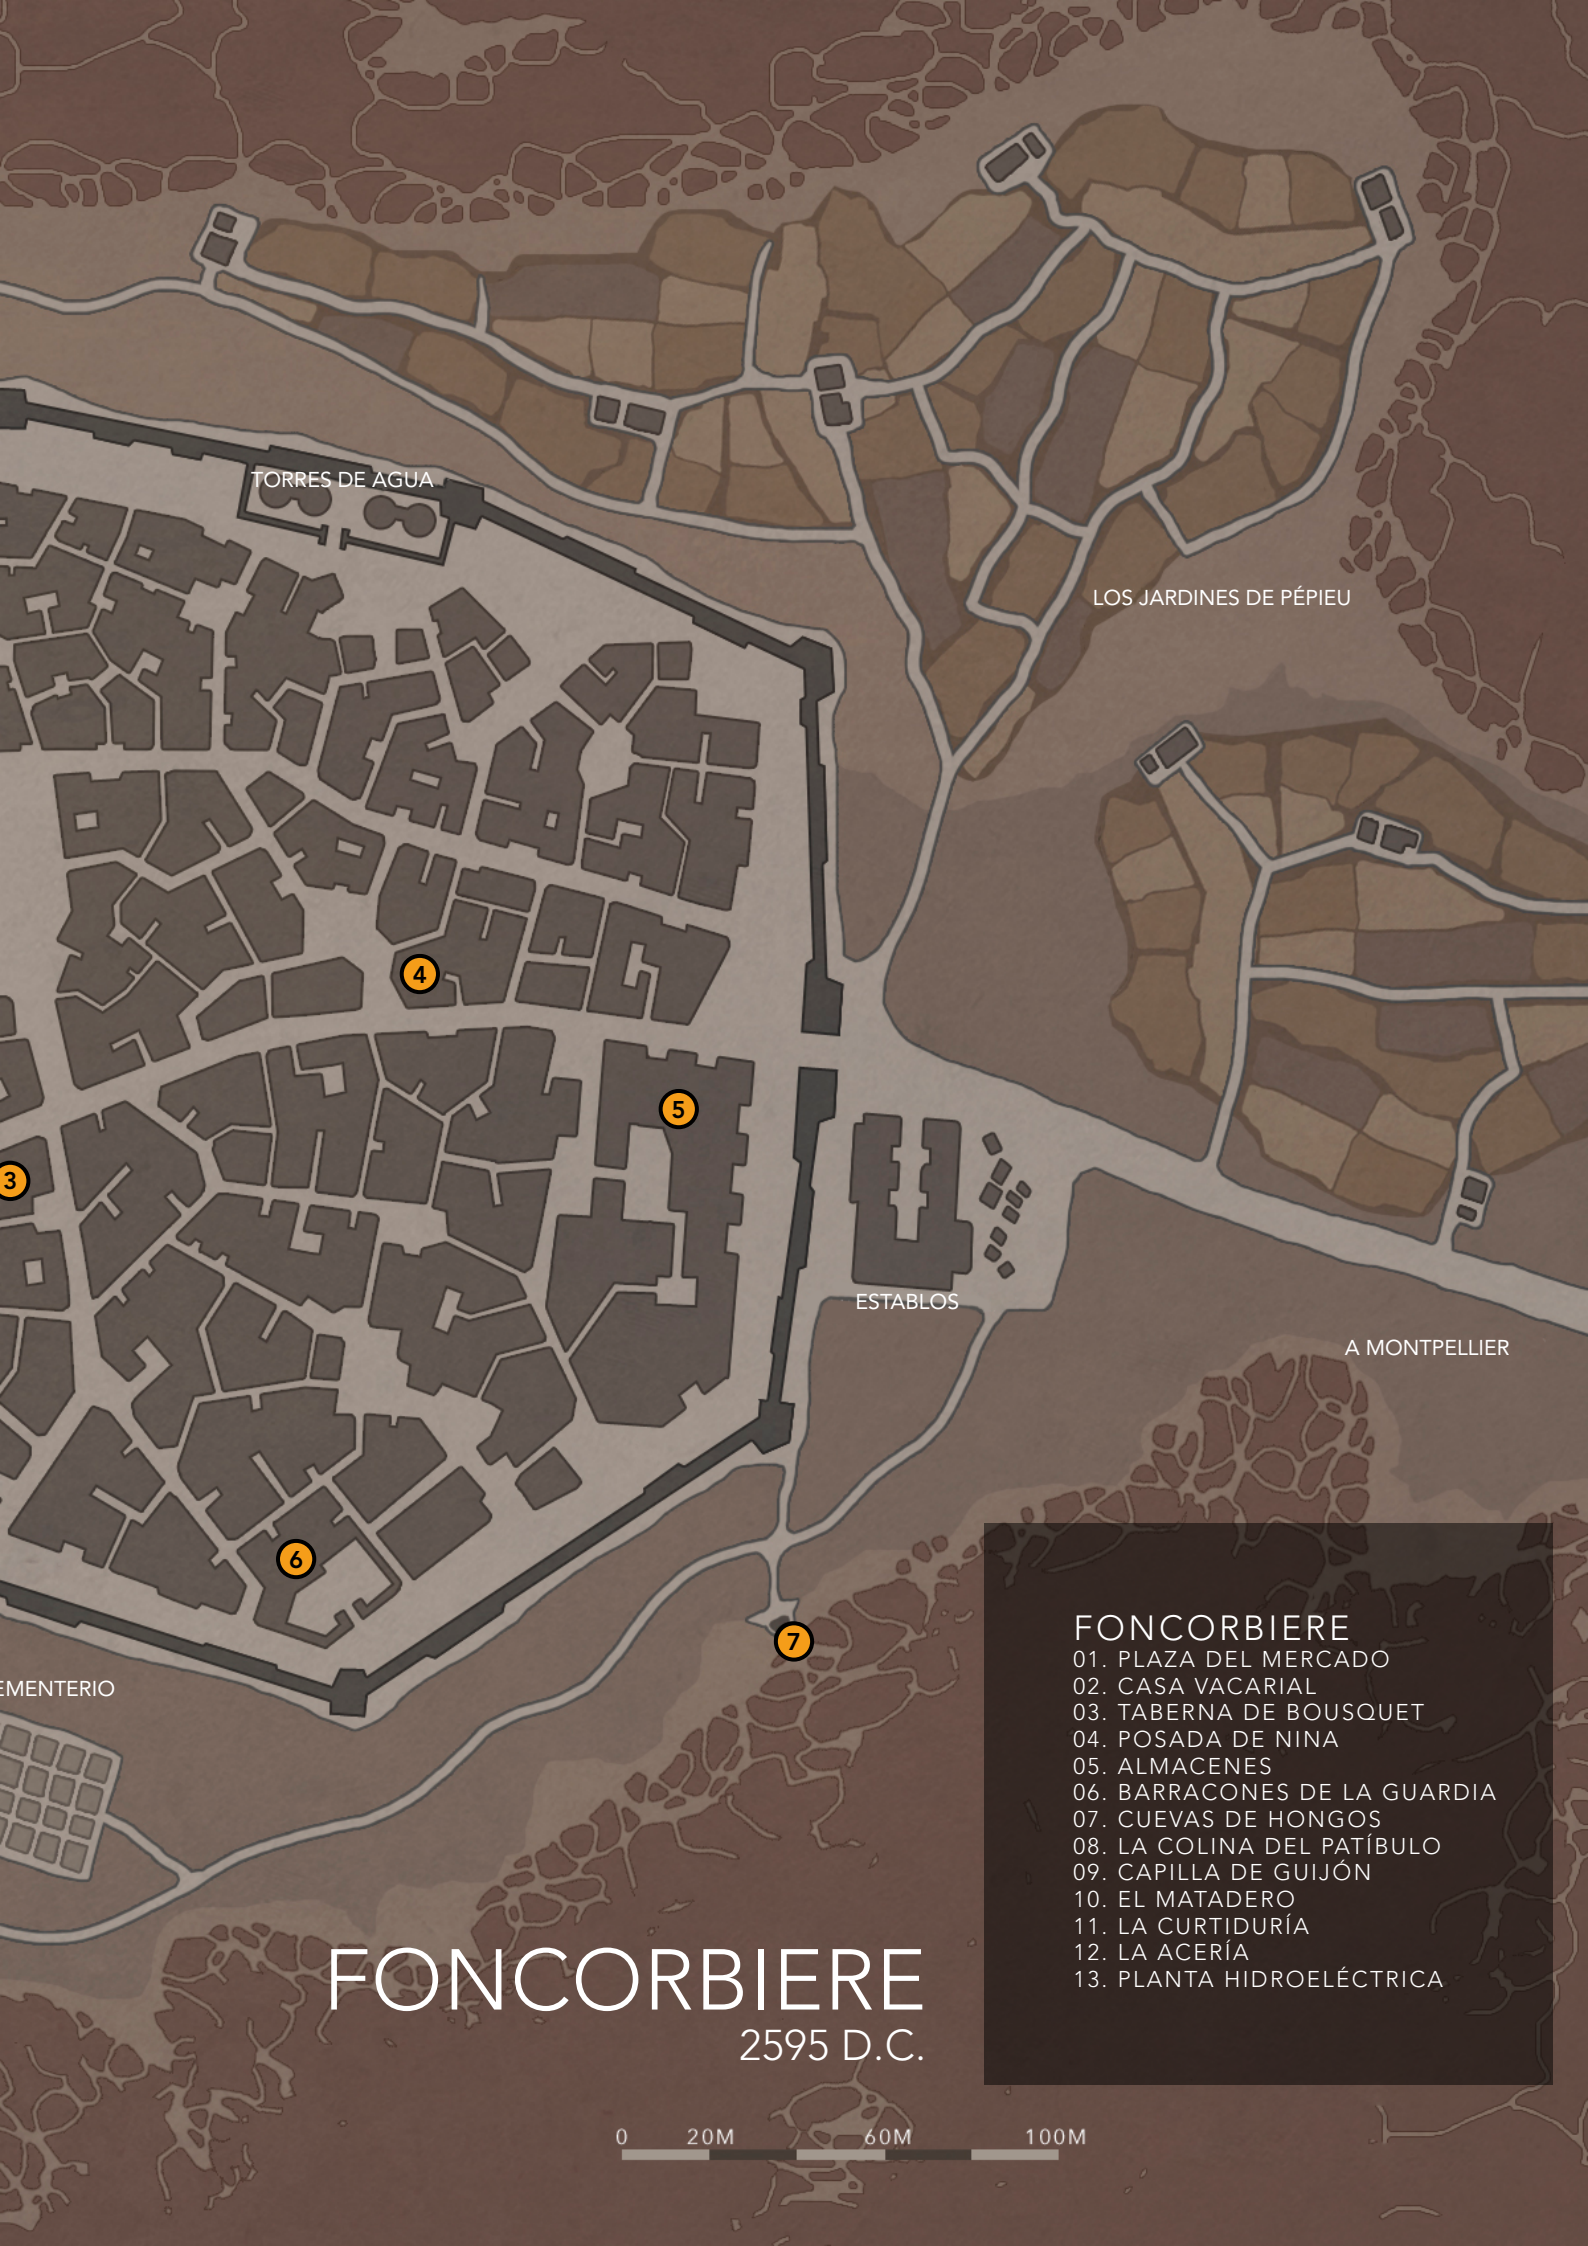 TORRES DE AGUA
LOS JARDINES DE PÉPIEU
4
5
3
ESTABLOS
A MONTPELLIER
6
7
EMENTERIO
FONCORBIERE
01. PLAZA DEL MERCADO
02. CASA VACARIAL
03. TABERNA DE BOUSQUET
04. POSADA DE NINA
05. ALMACENES
06. BARRACONES DE LA GUARDIA
07. CUEVAS DE HONGOS
08. LA COLINA DEL PATÍBULO
09. CAPILLA DE GUIJÓN
10. EL MATADERO
11. LA CURTIDURÍA
12. LA ACERÍA
13. PLANTA HIDROELÉCTRICA
FONCORBIERE
2595 D.C.
0 20M 60M 100M